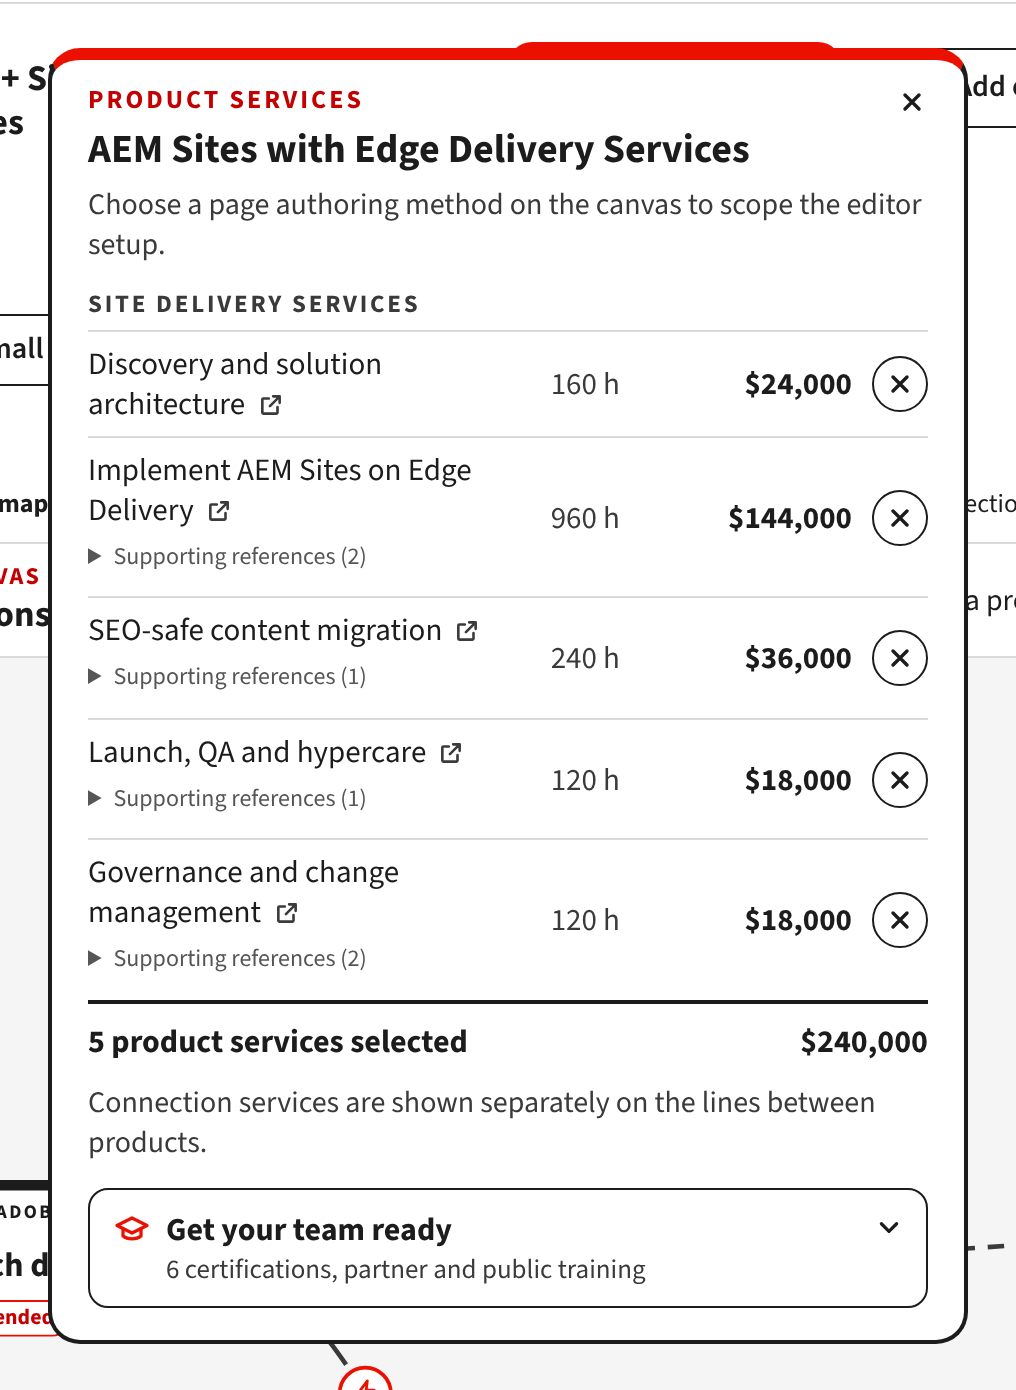 PRODUCT SERVICES
AEM Sites with Edge Delivery Services
Choose a page authoring method on the canvas to scope the editor
setup.
SITE DELIVERY SERVICES
Discovery and solution
architecture
160 h
$24,000
Implement AEM Sites on Edge
Delivery
960 h
$144,000
Supporting references (2)
SEO-safe content migration
240 h
$36,000
Supporting references (1)
Launch, QA and hypercare
120 h
$18,000
Supporting references (1)
Governance and change
management
120 h
$18,000
Supporting references (2)
5 product services selected
$240,000
Connection services are shown separately on the lines between
products.
Get your team ready
6 certifications, partner and public training
map
a